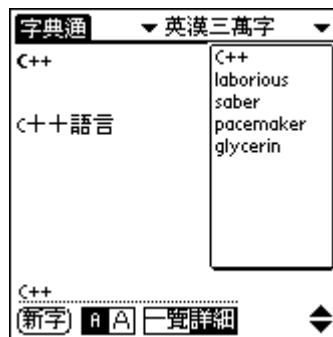 字典通 英漢三萬字
C++
C++語言
C++
laborious
saber
pacemaker
glycerin
C++
新字 A A 一覽 詳細